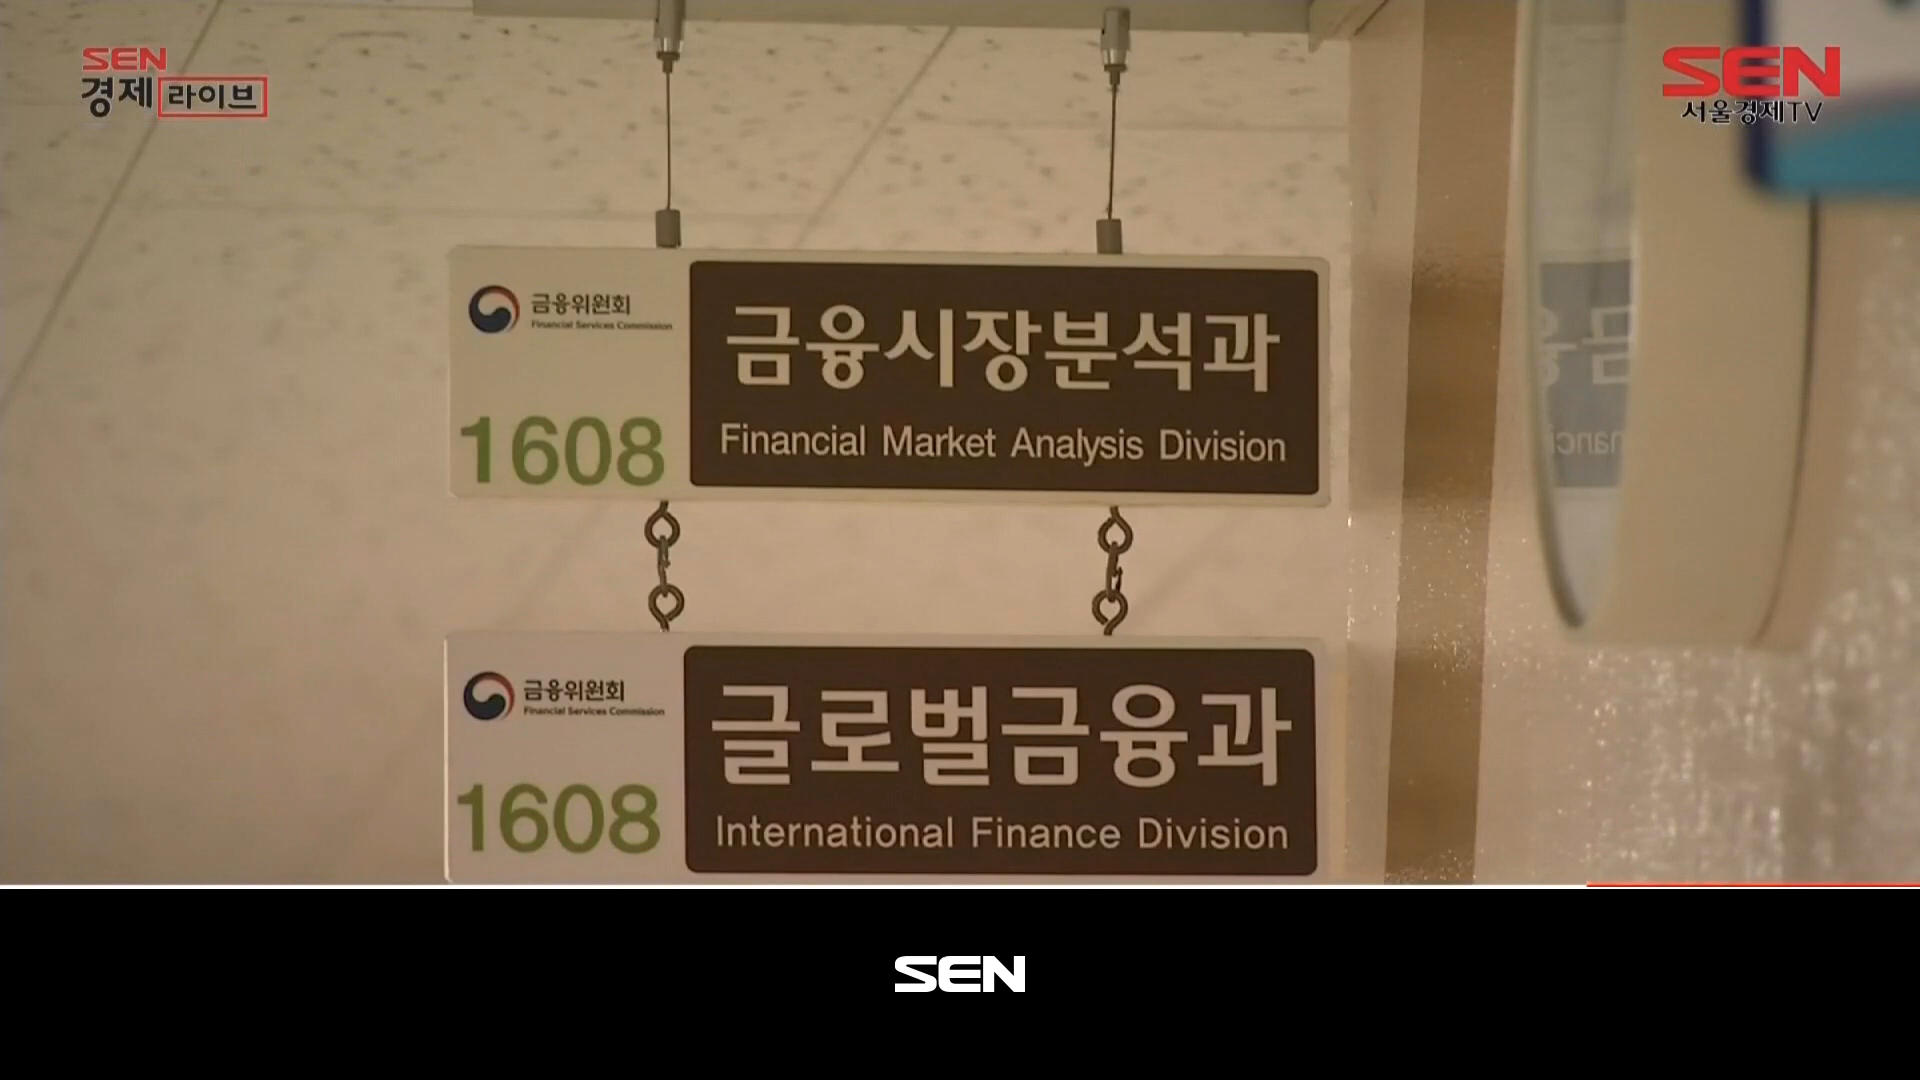 SEN
경제 라이브
SEN
서울경제TV
금융위원회
Financial Services Commission
1608
금융시장분석과
Financial Market Analysis Division
금융위원회
Financial Services Commission
1608
글로벌금융과
International Finance Division
SEN